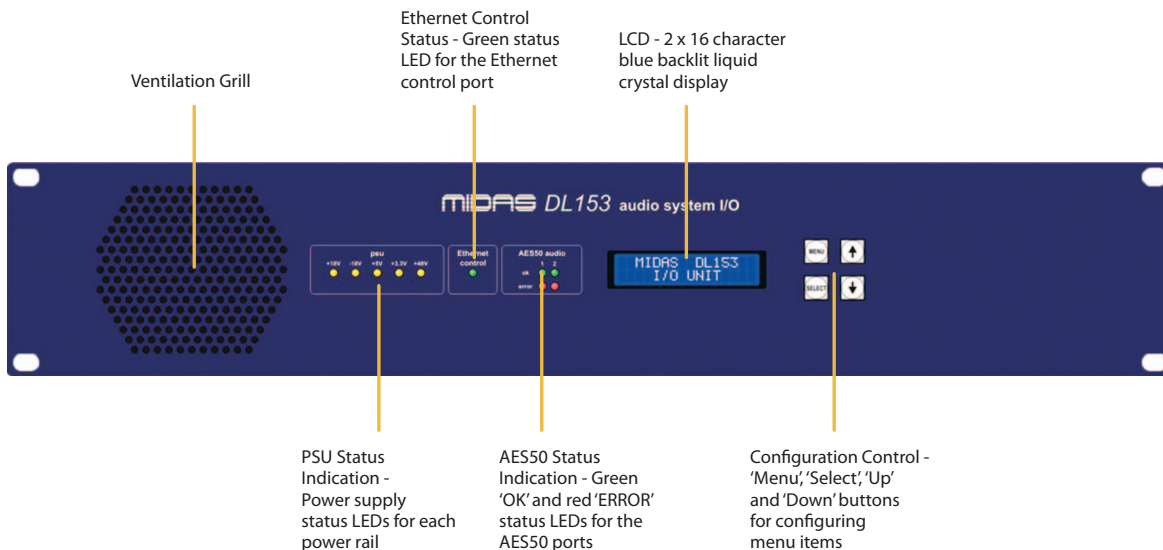 Ethernet Control
Status - Green status
LED for the Ethernet
control port
LCD - 2 x 16 character
blue backlit liquid
crystal display
Ventilation Grill
MIDAS DL153 audio system I/O
psu
+18V -18V +5V +3.3V +48V
Ethernet
control
AES50 audio
1 2
ok
error
MIDAS DL153
I/O UNIT
MENU
SELECT
PSU Status
Indication -
Power supply
status LEDs for each
power rail
AES50 Status
Indication - Green
‘OK’ and red ‘ERROR’
status LEDs for the
AES50 ports
Configuration Control -
‘Menu’, ‘Select’, ‘Up’
and ‘Down’ buttons
for configuring
menu items